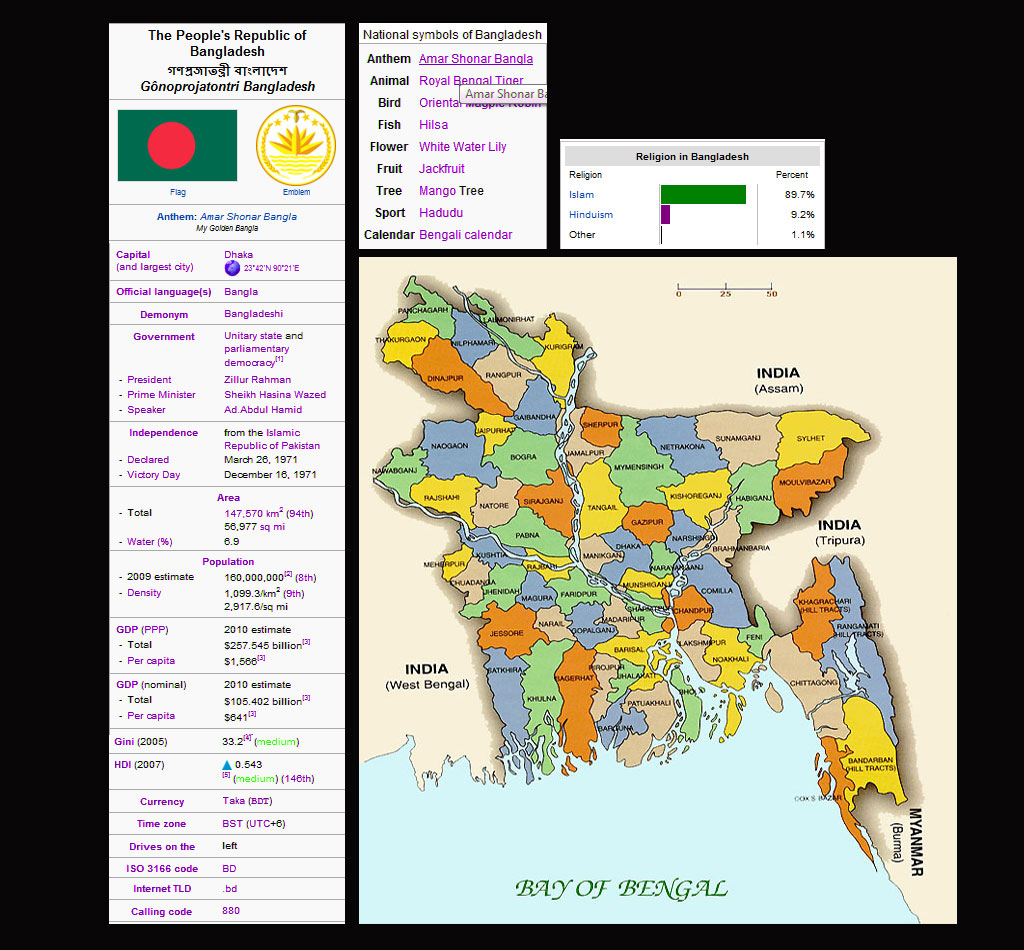 The People's Republic of
Bangladesh
গণপ্রজাতন্ত্রী বাংলাদেশ
Gônoprojatontri Bangladesh
Flag
Emblem
Anthem: Amar Shonar Bangla
My Golden Bangla
Capital
(and largest city)
Dhaka
23°42′N 90°21′E
Official language(s) Bangla
Demonym Bangladeshi
Government Unitary state and
parliamentary
democracy[1]
- President Zillur Rahman
- Prime Minister Sheikh Hasina Wazed
- Speaker Ad.Abdul Hamid
Independence from the Islamic
Republic of Pakistan
- Declared March 26, 1971
- Victory Day December 16, 1971
Area
- Total 147,570 km2 (94th)
56,977 sq mi
- Water (%) 6.9
Population
- 2009 estimate 160,000,000[2] (8th)
- Density 1,099.3/km2 (9th)
2,917.6/sq mi
GDP (PPP) 2010 estimate
- Total $257.545 billion[3]
- Per capita $1,566[3]
GDP (nominal) 2010 estimate
- Total $105.402 billion[3]
- Per capita $641[3]
Gini (2005) 33.2[4] (medium)
HDI (2007) ▲ 0.543
[5] (medium) (146th)
Currency Taka (BDT)
Time zone BST (UTC+6)
Drives on the left
ISO 3166 code BD
Internet TLD .bd
Calling code 880
National symbols of Bangladesh
Anthem Amar Shonar Bangla
Animal Royal Bengal Tiger
Amar Shonar Ba
Bird Oriental Magpie Robin
Fish Hilsa
Flower White Water Lily
Fruit Jackfruit
Tree Mango Tree
Sport Hadudu
Calendar Bengali calendar
Religion in Bangladesh
Religion Percent
Islam 89.7%
Hinduism 9.2%
Other 1.1%
0 25 50
PANCHAGARH
LALMONIRHAT
THAKURGAON
NILPHAMARI
KURIGRAM
DINAJPUR
RANGPUR
INDIA
(Assam)
GAIBANDHA
SHERPUR
JAIPURHAT
NAOGAON
BOGRA
JAMALPUR
MYMENSINGH
NETRAKONA
SUNAMGANJ
SYLHET
NAWABGANJ
MOULVIBAZAR
RAJSHAHI
NATORE
SIRAJGANJ
TANGAIL
KISHOREGANJ
HABIGANJ
GAZIPUR
INDIA
(Tripura)
PABNA
NARSHINGDI
DHAKA
BRAHMANBARIA
KUSHTIA
MANIKGANJ
MEHERPUR
RAJBARI
NARAYANGANJ
CHUADANGA
JHENIDAH
MAGURA
FARIDPUR
MUNSHIGANJ
COMILLA
CHANDPUR
KHAGRACHARI
(HILL TRACTS)
JESSORE
NARAIL
MADARIPUR
GOPALGANJ
RANGAMATI
(HILL TRACTS)
FENI
LAKSHMIPUR
BARISAL
NOAKHALI
INDIA
(West Bengal)
SATKHIRA
KHULNA
BAGERHAT
PIROJPUR
JHALAKATI
CHITTAGONG
PATUAKHALI
BARGUNA
BANDARBAN
(HILL TRACTS)
COX'S BAZAR
MYANMAR
(Burma)
BAY OF BENGAL